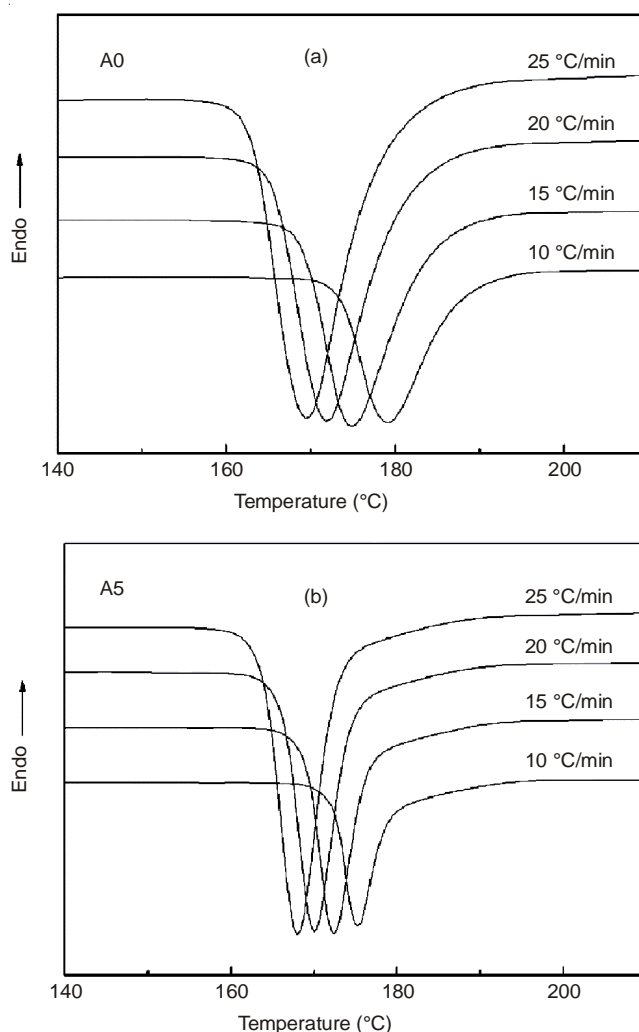 A0
(a)
25 °C/min
20 °C/min
15 °C/min
10 °C/min
Endo
140 160 180 200
Temperature (°C)
A5
(b)
25 °C/min
20 °C/min
15 °C/min
10 °C/min
Endo
140 160 180 200
Temperature (°C)